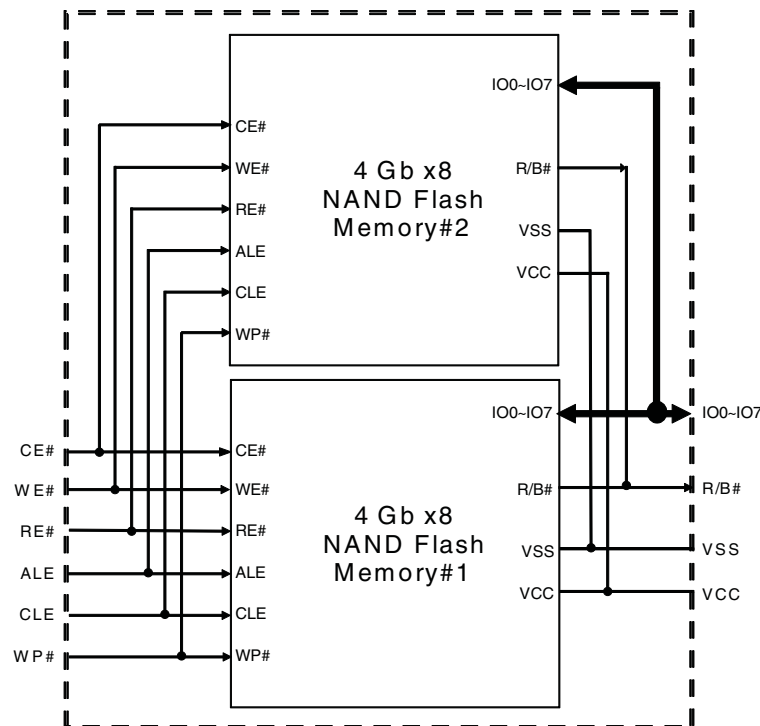 IO0~IO7
CE#
WE#
R/B#
4 Gb x8
NAND Flash
Memory#2
RE#
VSS
ALE
VCC
CLE
WP#
IO0~IO7
IO0~IO7
CE#
CE#
WE#
WE#
R/B#
R/B#
4 Gb x8
NAND Flash
Memory#1
RE#
RE#
VSS
VSS
ALE
ALE
VCC
VCC
CLE
CLE
WP#
WP#